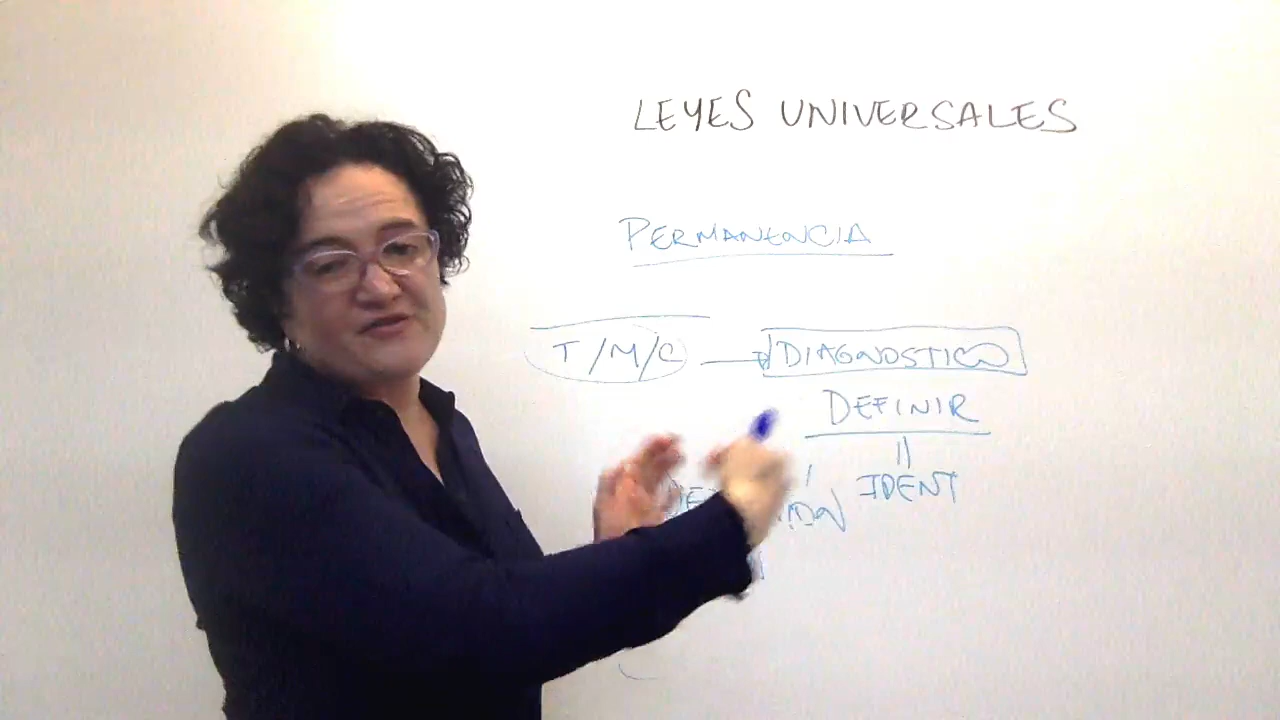 LEYES UNIVERSALES
PERMANENCIA
T/M/C → DIAGNOSTICO
DEFINIR
IDENT